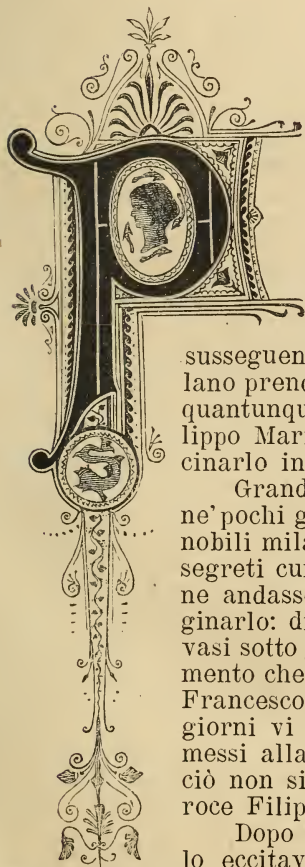 P
susseguen
lano prend
quantunqu
lippo Mar
cinarlo in
Grand
ne'pochi g
nobili mila
segreti cu
ne andass
ginarlo: d
vasi sotto
mento che
Francesco
giorni vi
messi alla
ciò non si
roce Filip
Dopo
lo eccitav